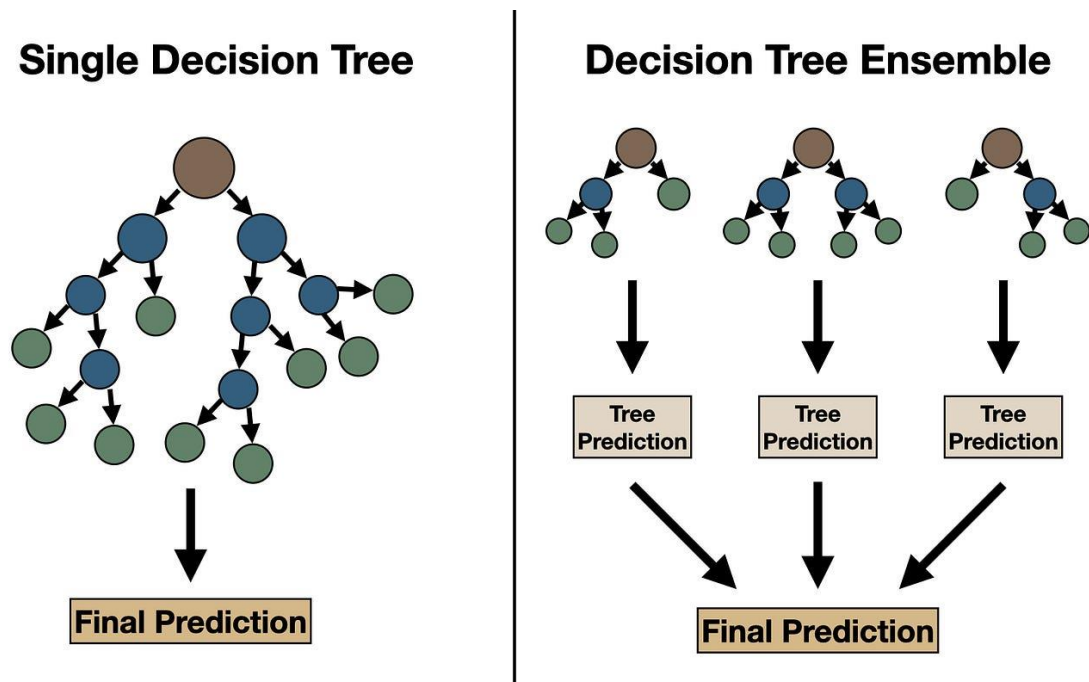 Single Decision Tree
Final Prediction
Decision Tree Ensemble
Tree
Prediction
Tree
Prediction
Tree
Prediction
Final Prediction